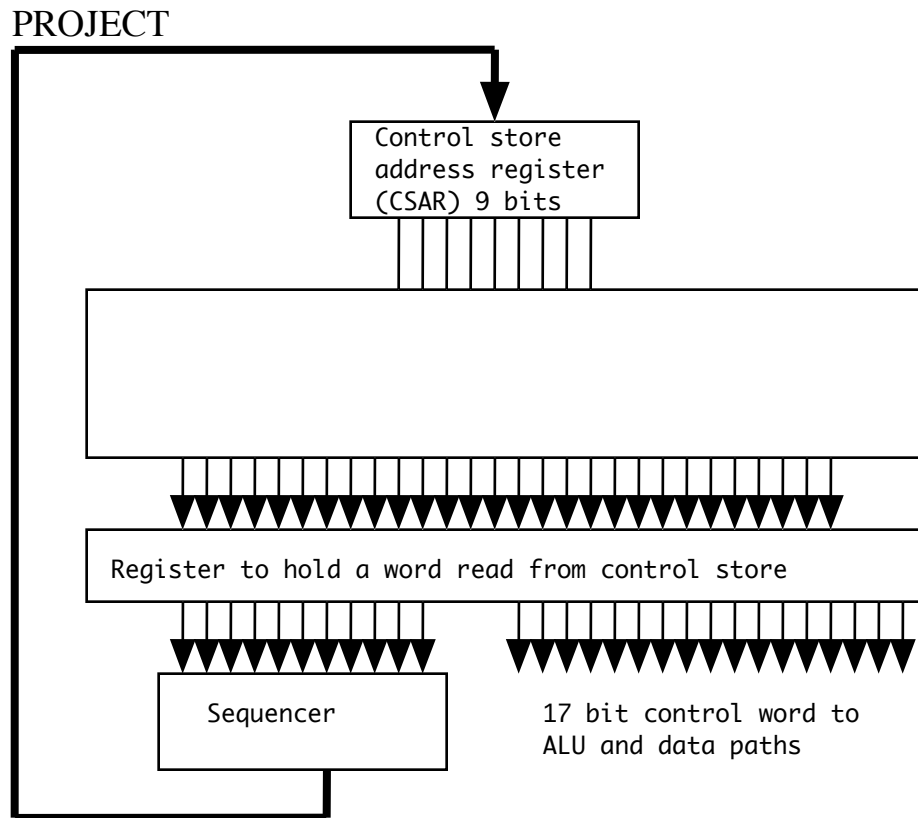 PROJECT
Control store
address register
(CSAR) 9 bits
Register to hold a word read from control store
Sequencer
17 bit control word to
ALU and data paths